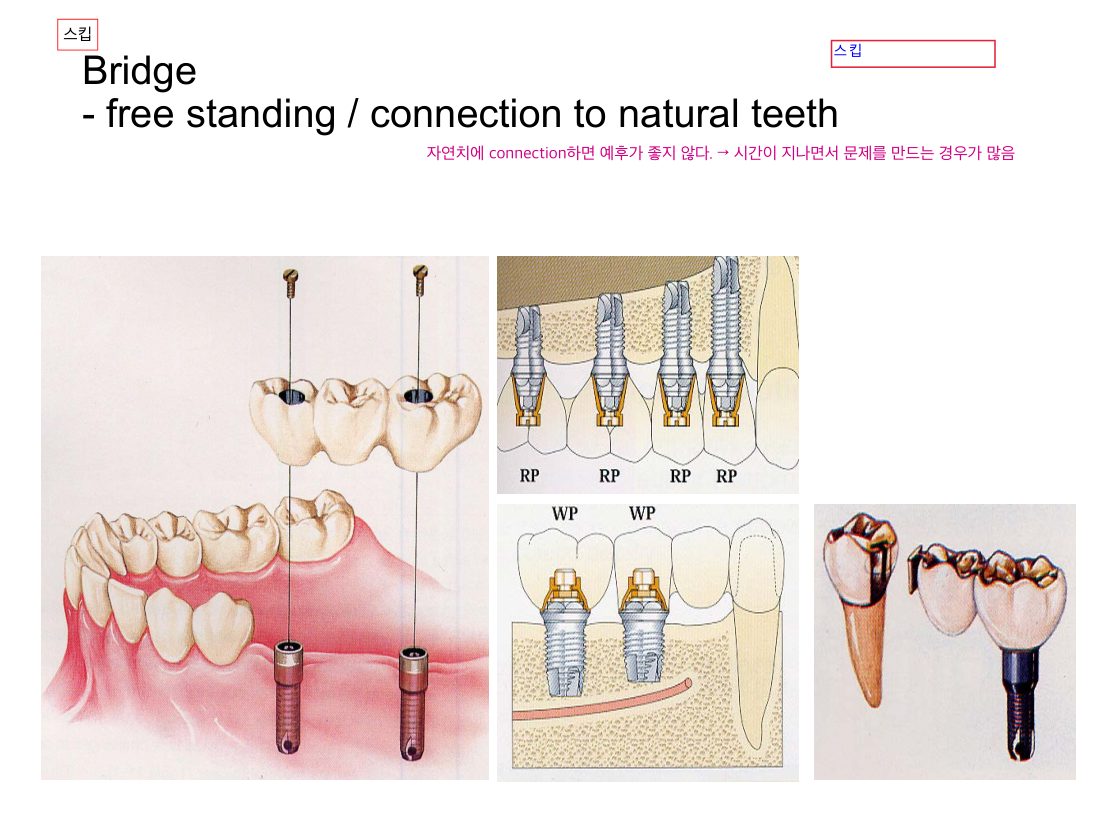 스킵
스킵
Bridge
- free standing / connection to natural teeth
자연치에 connection하면 예후가 좋지 않다. → 시간이 지나면서 문제를 만드는 경우가 많음
RP RP RP RP
WP WP